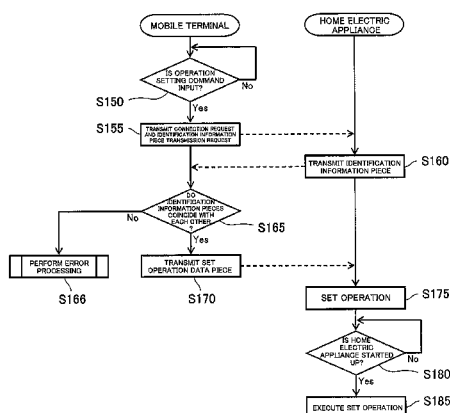 MOBILE TERMINAL
HOME ELECTRIC
APPLIANCE
IS OPERATION
SETTING COMMAND
INPUT?
No
S150
Yes
S155
TRANSMIT CONNECTION REQUEST
AND IDENTIFICATION INFORMATION
PIECE TRANSMISSION REQUEST
S160
TRANSMIT IDENTIFICATION
INFORMATION PIECE
DO
IDENTIFICATION
INFORMATION PIECES
COINCIDE WITH
EACH OTHER
?
No
S165
Yes
PERFORM ERROR
PROCESSING
S166
TRANSMIT SET
OPERATION DATA PIECE
S170
SET OPERATION
S175
IS HOME
ELECTRIC
APPLIANCE STARTED
UP?
No
S180
Yes
S185
EXECUTE SET OPERATION